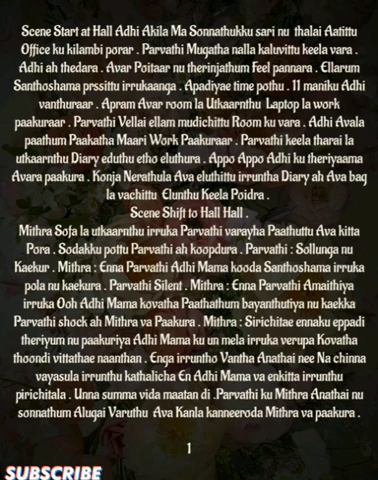 Scene Start at Hall Adhi Akila Ma Sonnathukku sari nu  thalai Aatittu
Office ku kilambi porar . Parvathi Mugatha nalla kaluvittu keela vara .
Adhi ah thedara . Avar Poitaar nu therinjathum Feel pannara . Ellarum
Santhoshama prssittu irrukaanga . Apadiyae time pothu . 11 maniku Adhi
vanthuraar . Apram Avar room la Utkaarnthu  Laptop la work
paakuraar . Parvathi Vellai ellam mudichittu Room ku vara . Adhi Avala
paathum Paakatha Maari Work Paakuraar . Parvathi keela tharai la
utkaarnthu Diary eduthu etho eluthura . Appo Appo Adhi ku theriyaama
Avara paakura . Konja Nerathula Ava eluthittu irruntha Diary ah Ava bag
la vachittu  Elunthu Keela Poidra .
Scene Shift to Hall Hall .
Mithra Sofa la utkaarnthu irruka Parvathi varayha Paathuttu Ava kitta
Pora . Sodakku pottu Parvathi ah koopdura . Parvathi : Sollunga nu
Kaekur . Mithra : Enna Parvathi Adhi Mama kooda Santhoshama irruka
pola nu kaekura . Parvathi Silent . Mithra : Enna Parvathi Amaithiya
irruka Ooh Adhi Mama kovatha Paathathum bayanthutiya nu kaekka
Parvathi shock ah Mithra va Paakura . Mithra : Sirichitae ennaku eppadi
theriyum nu paakuriya Adhi Mama ku un mela irruka verupa Kovatha
thoondi vittathae naanthan . Enga irruntho Vantha Anathai nee Na chinna
vayasula irrunthu kathalicha En Adhi Mama va enkitta irrunthu
pirichitala . Unna summa vida maatan di .Parvathi ku Mithra Anathai nu
sonnathum Alugai Varuthu  Ava Kanla kanneeroda Mithra va paakura .
1
SUBSCRIBE